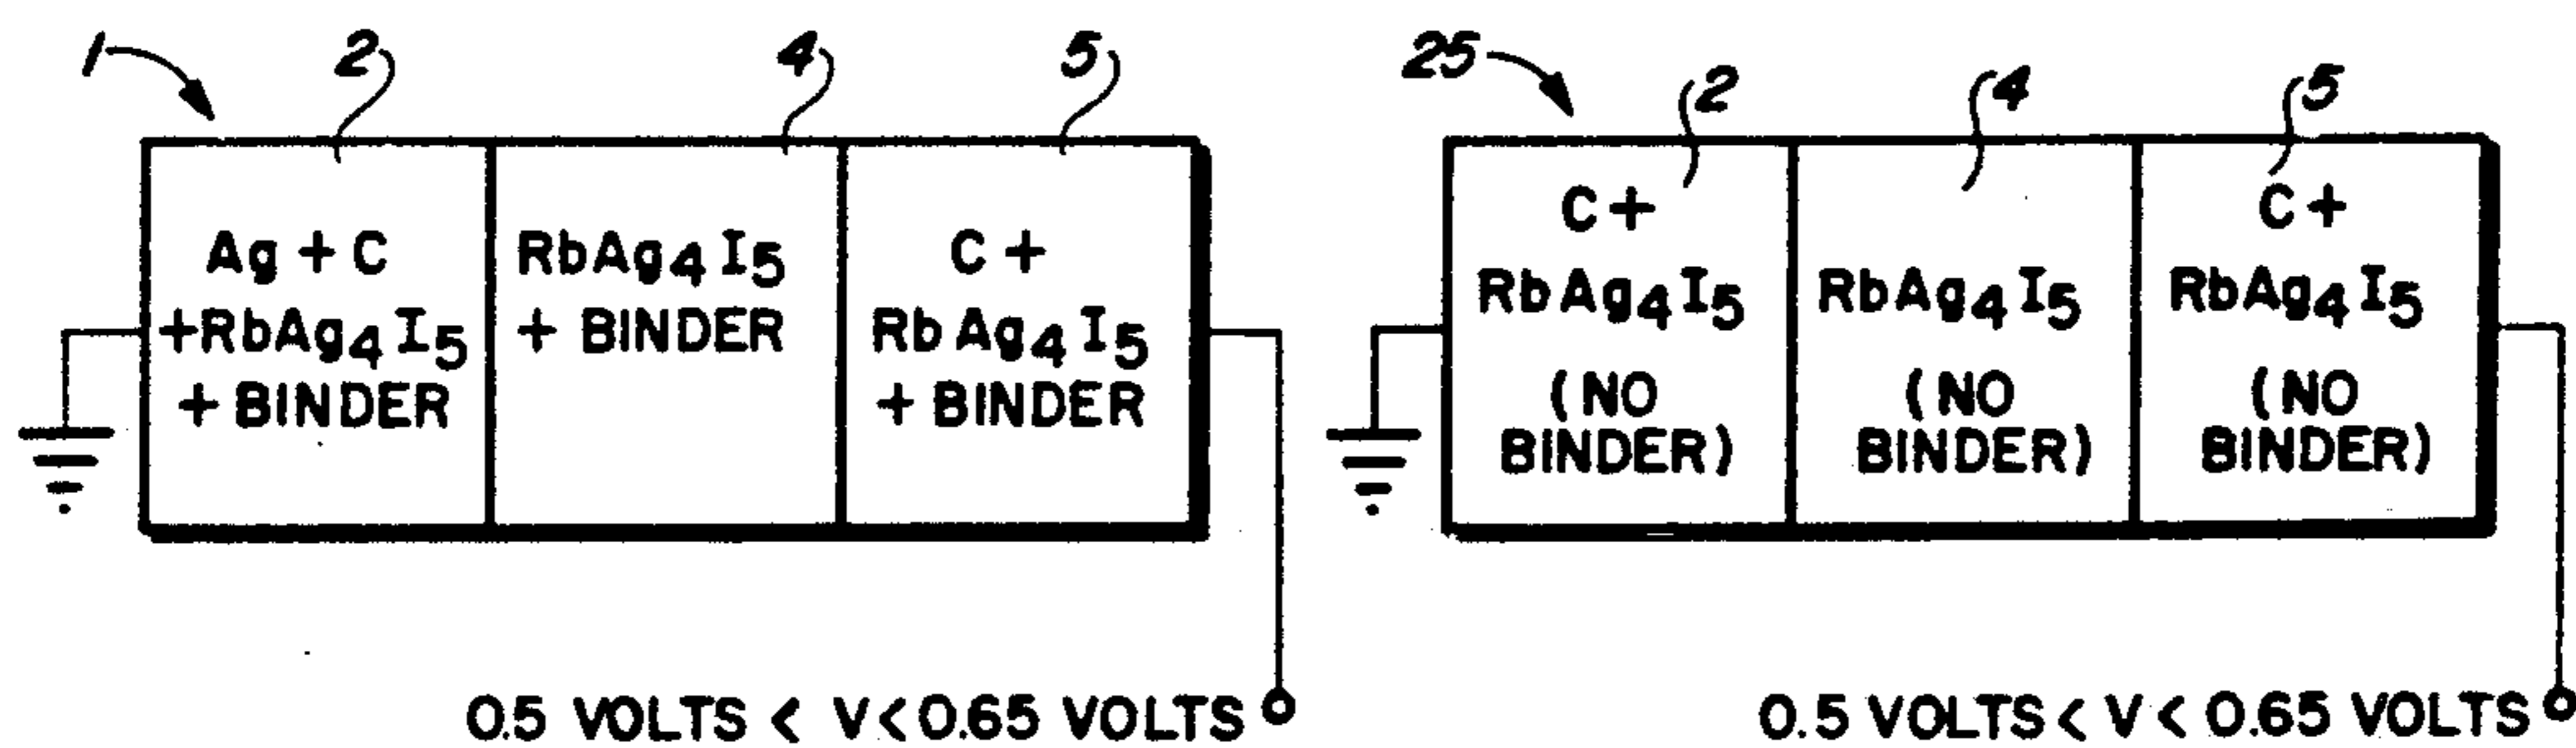 1 2 4 5
Ag + C
+RbAg4I5
+ BINDER
RbAg4I5
+ BINDER
C +
RbAg4I5
+ BINDER
0.5 VOLTS < V < 0.65 VOLTS
25 2 4 5
C +
RbAg4I5
(NO
BINDER)
RbAg4I5
(NO
BINDER)
C +
RbAg4I5
(NO
BINDER)
0.5 VOLTS < V < 0.65 VOLTS